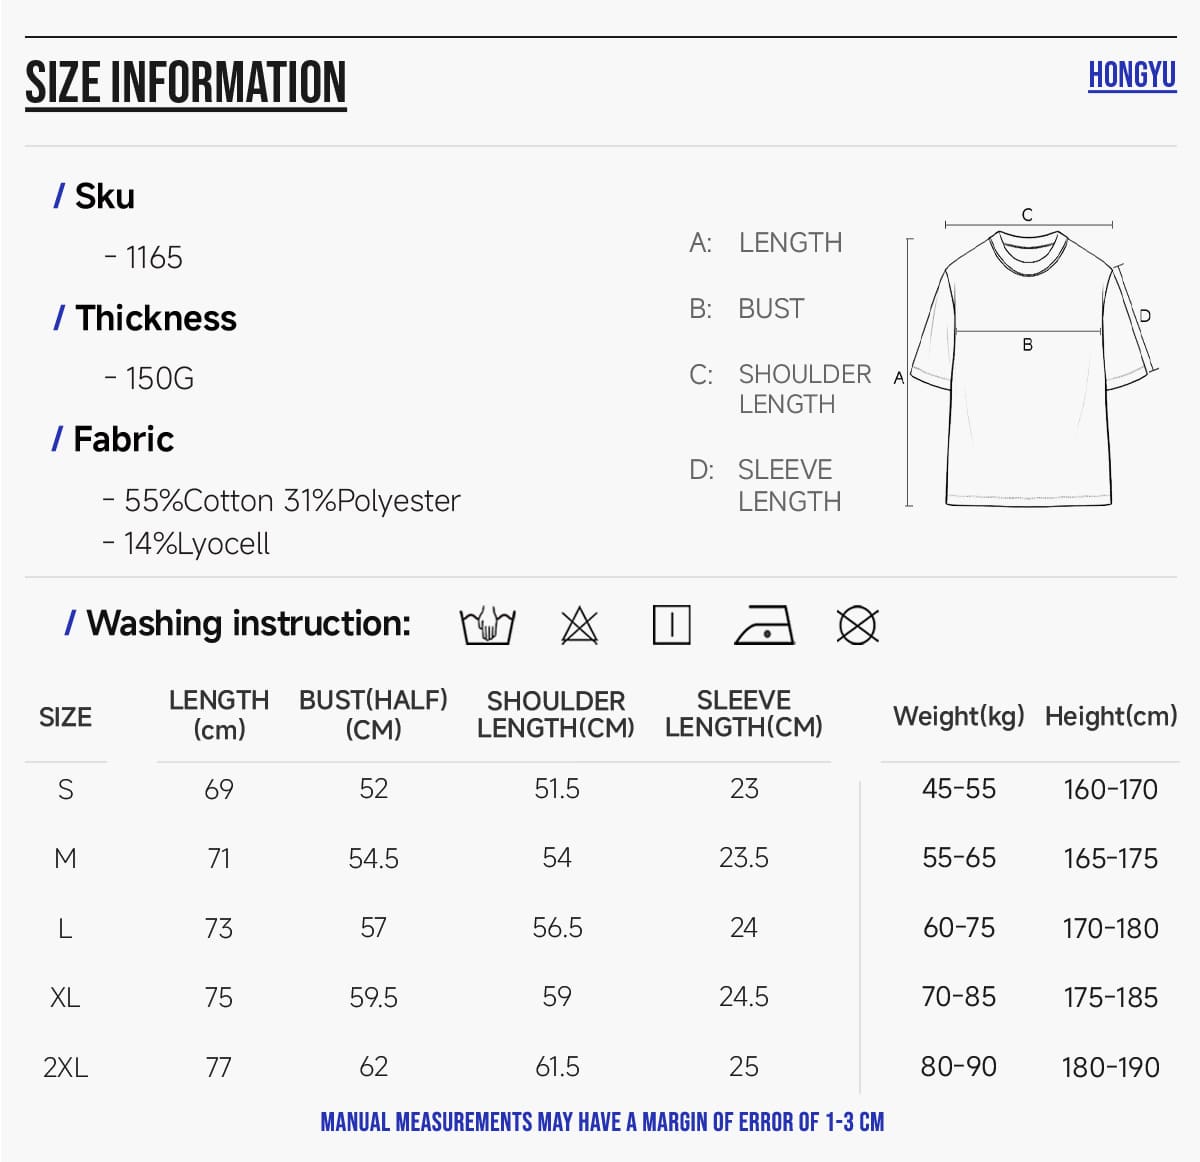 SIZE INFORMATION
HONGYU
/ Sku
- 1165
/ Thickness
- 150G
/ Fabric
- 55%Cotton 31%Polyester
- 14%Lyocell
A: LENGTH
B: BUST
C: SHOULDER
LENGTH
D: SLEEVE
LENGTH
C
D
B
A
/ Washing instruction:
SIZE
LENGTH
(cm)
BUST(HALF)
(CM)
SHOULDER
LENGTH(CM)
SLEEVE
LENGTH(CM)
Weight(kg)
Height(cm)
S 69 52 51.5 23 45-55 160-170
M 71 54.5 54 23.5 55-65 165-175
L 73 57 56.5 24 60-75 170-180
XL 75 59.5 59 24.5 70-85 175-185
2XL 77 62 61.5 25 80-90 180-190
MANUAL MEASUREMENTS MAY HAVE A MARGIN OF ERROR OF 1-3 CM